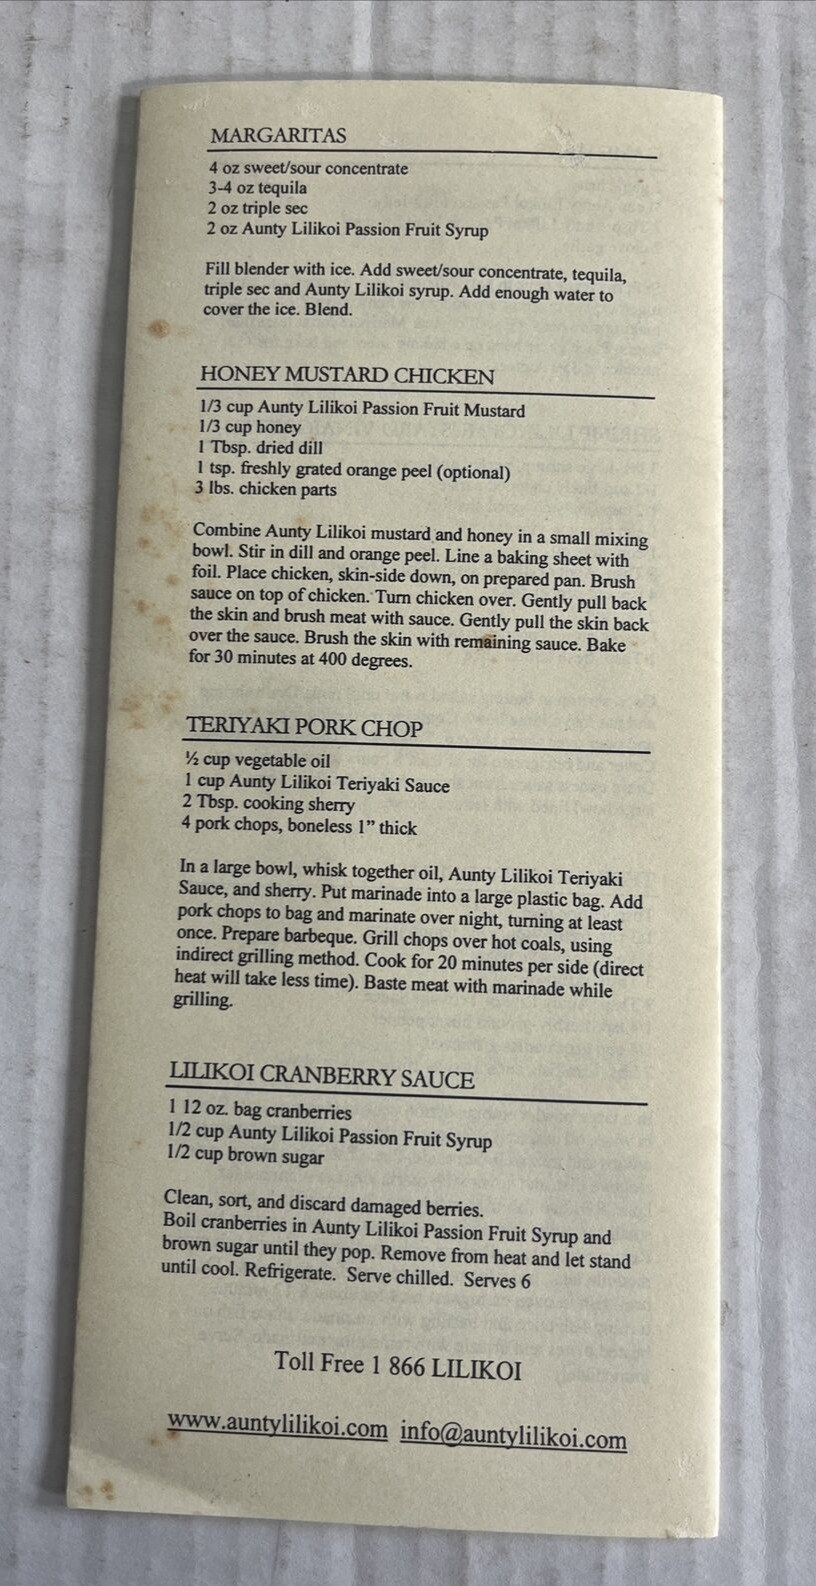 MARGARITAS
4 oz sweet/sour concentrate
3-4 oz tequila
2 oz triple sec
2 oz Aunty Lilikoi Passion Fruit Syrup
Fill blender with ice. Add sweet/sour concentrate, tequila,
triple sec and Aunty Lilikoi syrup. Add enough water to
cover the ice. Blend.
HONEY MUSTARD CHICKEN
1/3 cup Aunty Lilikoi Passion Fruit Mustard
1/3 cup honey
1 Tbsp. dried dill
1 tsp. freshly grated orange peel (optional)
3 lbs. chicken parts
Combine Aunty Lilikoi mustard and honey in a small mixing
bowl. Stir in dill and orange peel. Line a baking sheet with
foil. Place chicken, skin-side down, on prepared pan. Brush
sauce on top of chicken. Turn chicken over. Gently pull back
the skin and brush meat with sauce. Gently pull the skin back
over the sauce. Brush the skin with remaining sauce. Bake
for 30 minutes at 400 degrees.
TERIYAKI PORK CHOP
½ cup vegetable oil
1 cup Aunty Lilikoi Teriyaki Sauce
2 Tbsp. cooking sherry
4 pork chops, boneless 1” thick
In a large bowl, whisk together oil, Aunty Lilikoi Teriyaki
Sauce, and sherry. Put marinade into a large plastic bag. Add
pork chops to bag and marinate over night, turning at least
once. Prepare barbeque. Grill chops over hot coals, using
indirect grilling method. Cook for 20 minutes per side (direct
heat will take less time). Baste meat with marinade while
grilling.
LILIKOI CRANBERRY SAUCE
1 12 oz. bag cranberries
1/2 cup Aunty Lilikoi Passion Fruit Syrup
1/2 cup brown sugar
Clean, sort, and discard damaged berries.
Boil cranberries in Aunty Lilikoi Passion Fruit Syrup and
brown sugar until they pop. Remove from heat and let stand
until cool. Refrigerate.  Serve chilled.  Serves 6
Toll Free 1 866 LILIKOI
www.auntylilikoi.com  info@auntylilikoi.com